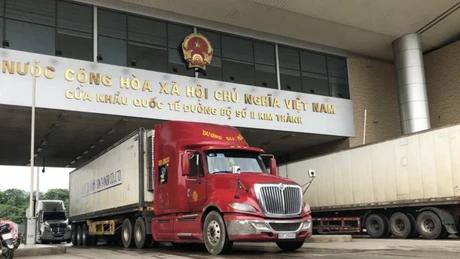 NƯỚC CỘNG HÒA XÃ HỘI CHỦ NGHĨA VIỆT NAM
CỬA KHẨU QUỐC TẾ ĐƯỜNG BỘ SỐ II KIM THÀNH